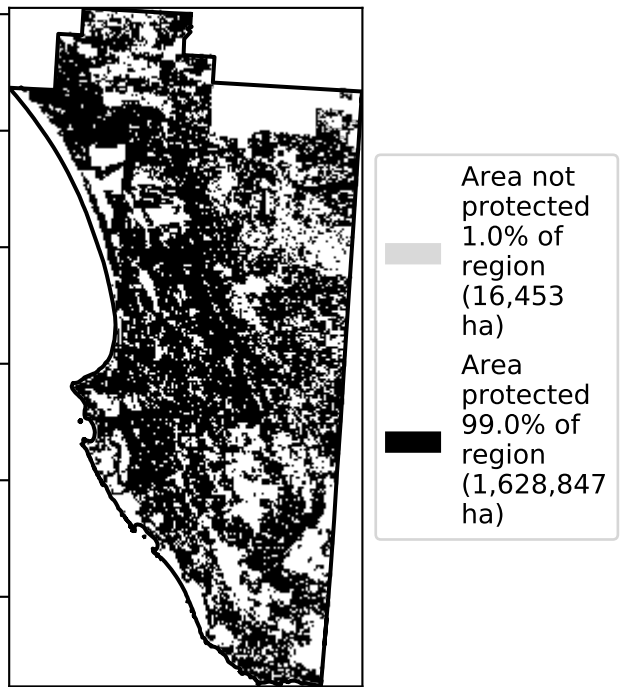 Area not
protected
1.0% of
region
(16,453
ha)
Area
protected
99.0% of
region
(1,628,847
ha)